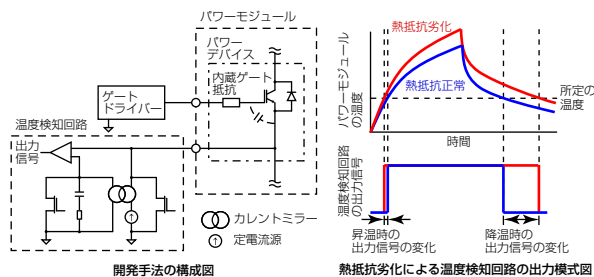 パワーモジュール
パワー
デバイス
内蔵ゲート
抵抗
ゲート
ドライバー
温度検知回路
出力
信号
カレントミラー
定電流源
開発手法の構成図
パワーモジュール
の温度
熱抵抗劣化
熱抵抗正常
所定の
温度
時間
温度検知回路
の出力信号
昇温時の
出力信号の変化
降温時の
出力信号の変化
熱抵抗劣化による温度検知回路の出力模式図